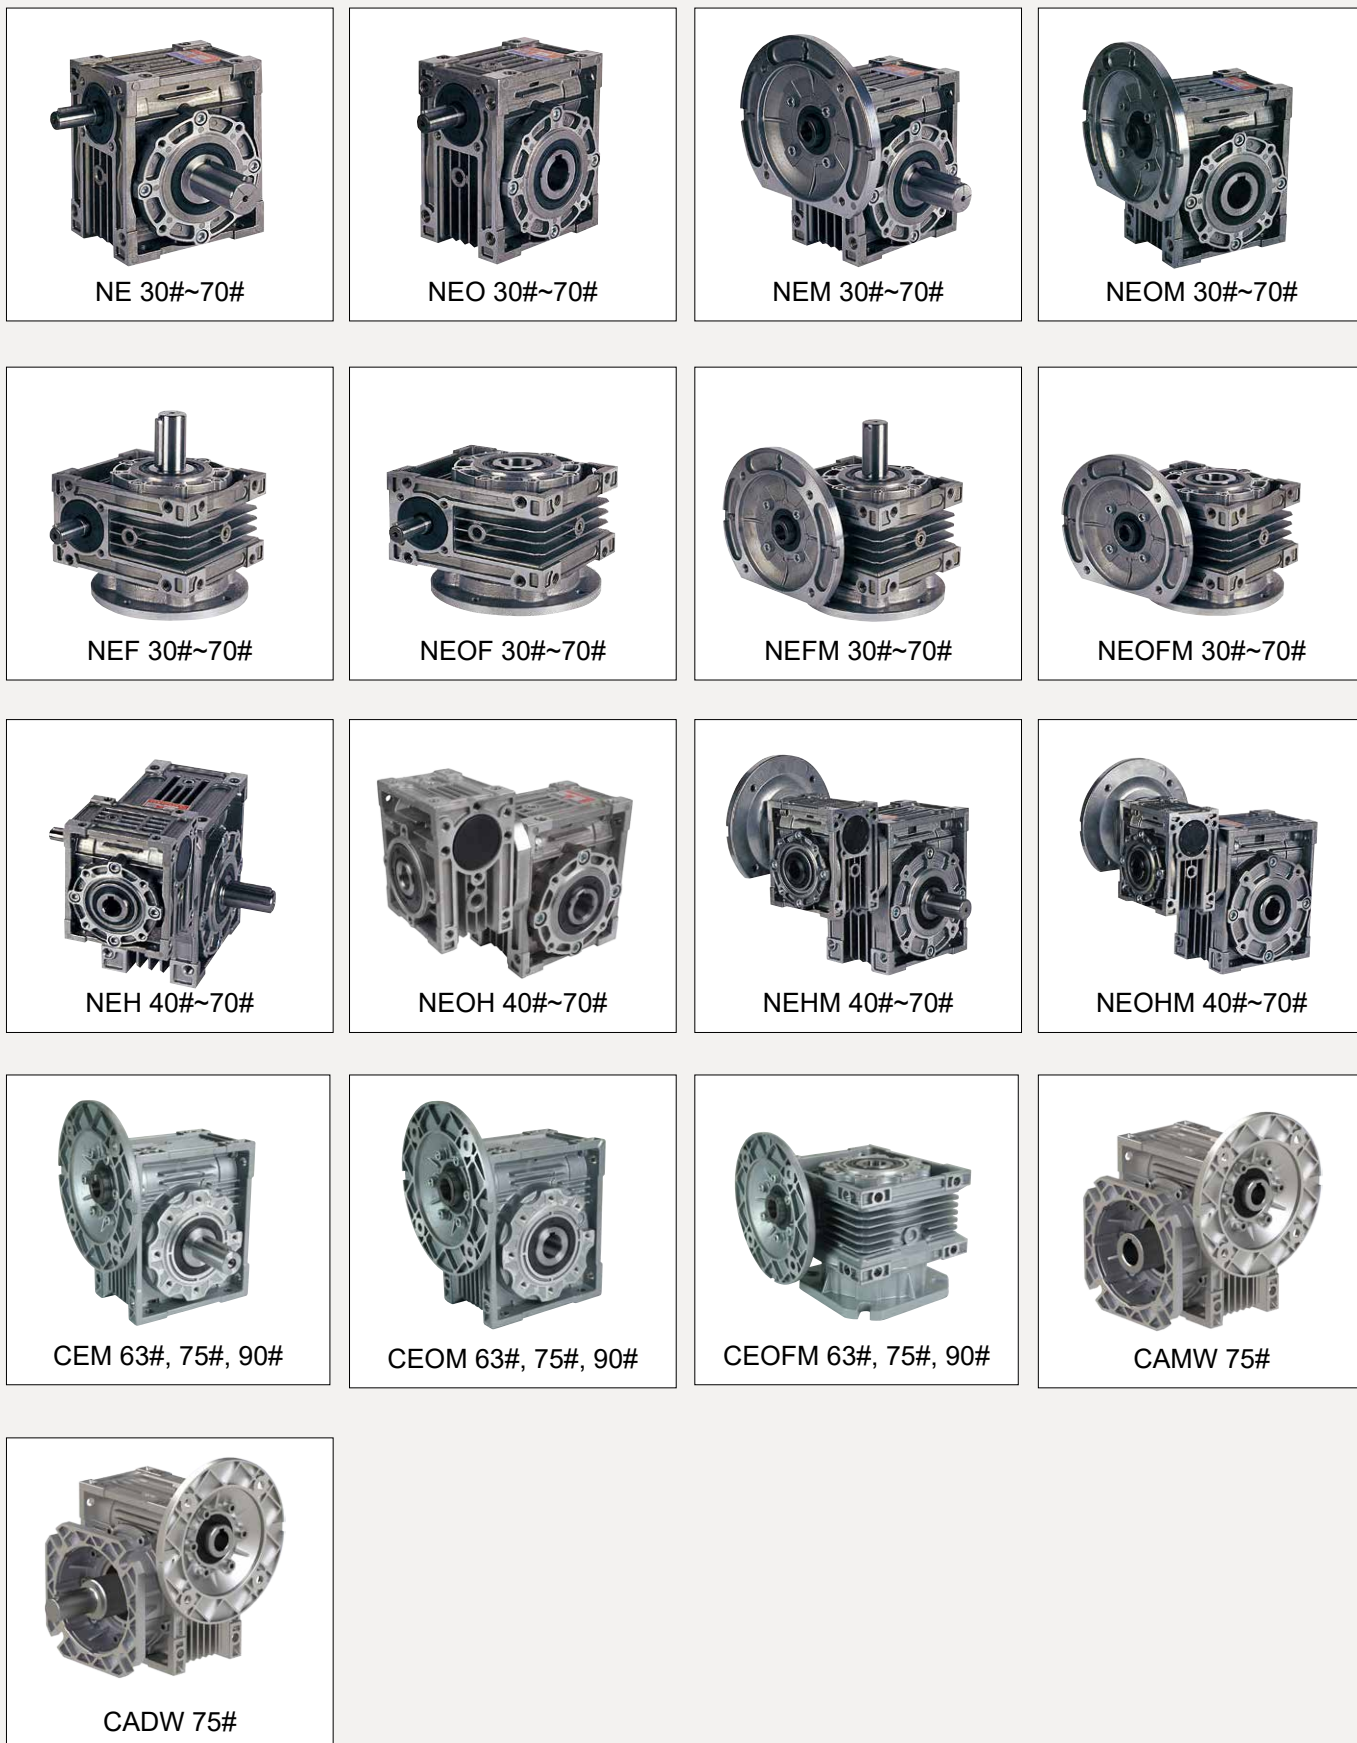 NE 30#~70#
NEO 30#~70#
NEM 30#~70#
NEOM 30#~70#
NEF 30#~70#
NEOF 30#~70#
NEFM 30#~70#
NEOFM 30#~70#
NEH 40#~70#
NEOH 40#~70#
NEHM 40#~70#
NEOHM 40#~70#
CEM 63#, 75#, 90#
CEOM 63#, 75#, 90#
CEOFM 63#, 75#, 90#
CAMW 75#
CADW 75#